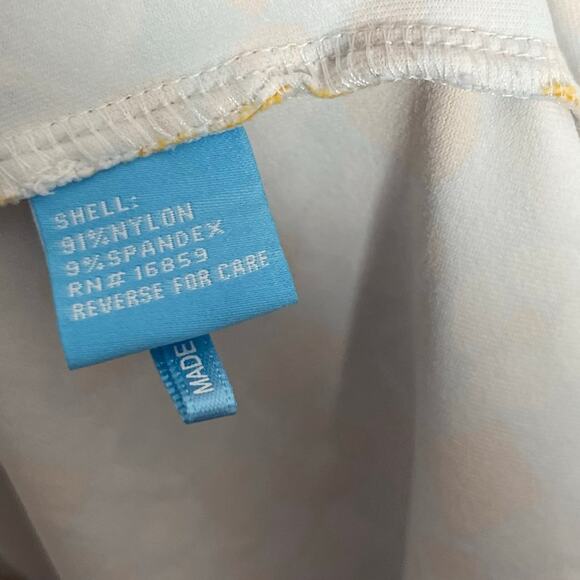 SHELL:
91%NYLON
9%SPANDEX
RN# 16859
REVERSE FOR CARE
MADE